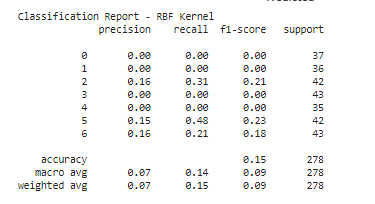 Classification Report - RBF Kernel
precision recall f1-score support
0 0.00 0.00 0.00 37
1 0.00 0.00 0.00 36
2 0.16 0.31 0.21 42
3 0.00 0.00 0.00 43
4 0.00 0.00 0.00 35
5 0.15 0.48 0.23 42
6 0.16 0.21 0.18 43
accuracy 0.15 278
macro avg 0.07 0.14 0.09 278
weighted avg 0.07 0.15 0.09 278